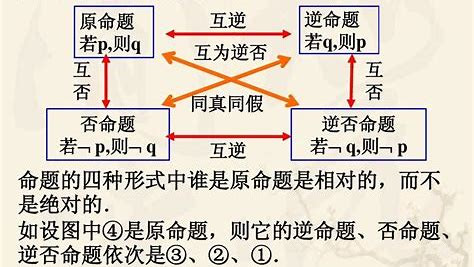 原命题
若p,则q
互逆
逆命题
若q,则p
互为逆否
互
否
互
否
同真同假
否命题
若﹁ p,则﹁ q
互逆
逆否命题
若﹁ q,则﹁ p
命题的四种形式中谁是原命题是相对的，而不
是绝对的．
如设图中④是原命题，则它的逆命题、否命题、
逆否命题依次是③、②、①．